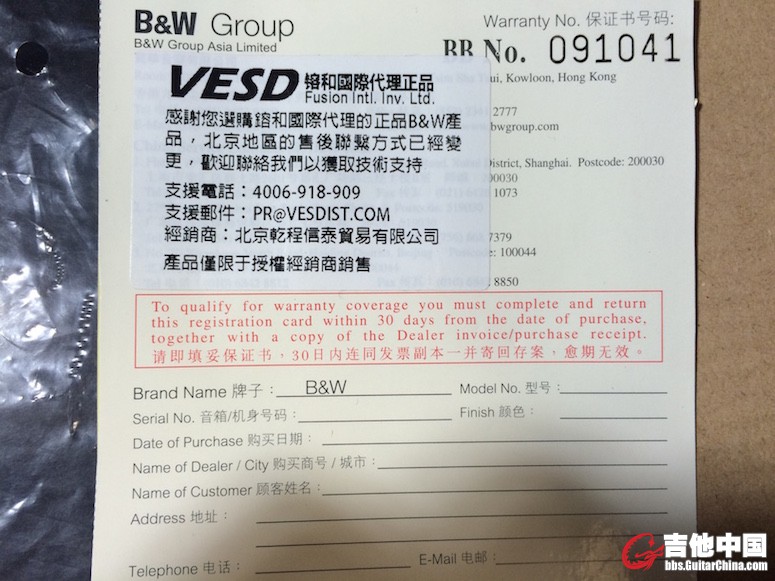 B&W Group
B&W Group Asia Limited
Warranty No. 保证书号码:
BR No. 091041
VESD 鎔和國際代理正品
Fusion Intl. Inv. Ltd.
感謝您選購鎔和國際代理的正品B&W產
品，北京地區的售後聯繫方式已經變
更，歡迎聯絡我們以獲取技術支持
支援電話：4006-918-909
支援郵件：PR@VESDIST.COM
經銷商：北京乾程信泰貿易有限公司
產品僅限于授權經銷商銷售
Kowloon, Hong Kong
2777
bwgroup.com
District, Shanghai. Postcode: 200030
00030
1073
7379
Postcode: 100044
8850
To qualify for warranty coverage you must complete and return
this registration card within 30 days from the date of purchase,
together with a copy of the Dealer invoice/purchase receipt.
请即填妥保证书，30日内连同发票副本一并寄回存案，愈期无效。
Brand Name 牌子： B&W Model No. 型号：
Serial No. 音箱/机身号码： Finish 颜色：
Date of Purchase 购买日期：
Name of Dealer / City 购买商号 / 城市：
Name of Customer 顾客姓名：
Address 地址：
Telephone 电话： E-Mail 电邮：
吉他中国
bbs.GuitarChina.com